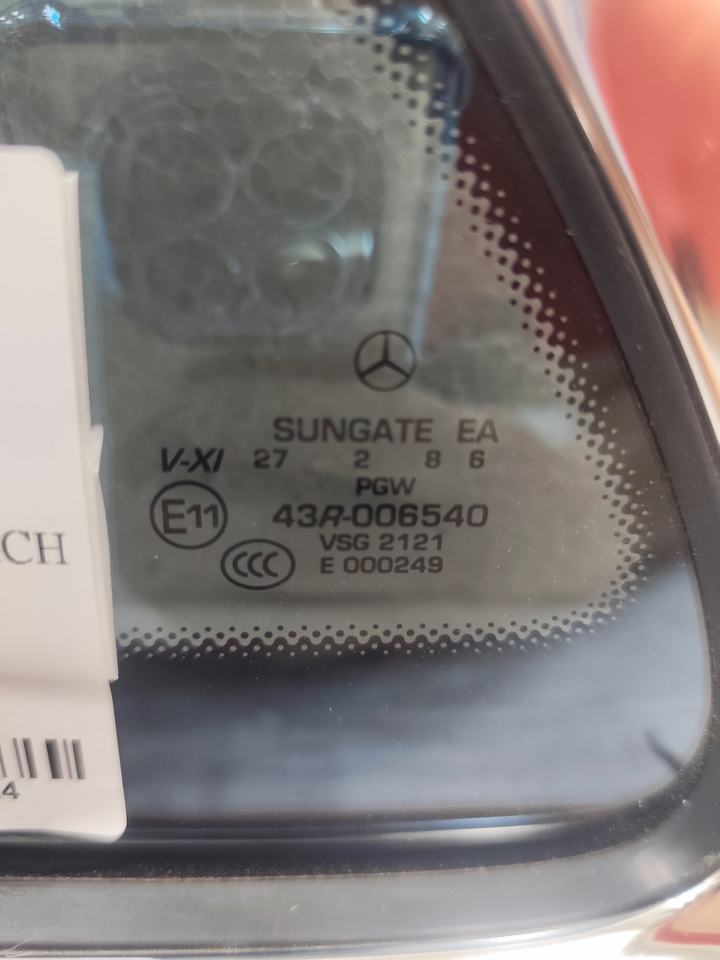 SUNGATE EA
V-XI 27 2 8 6
PGW
E11 43R-006540
VSG 2121
CCC E 000249
CH
4